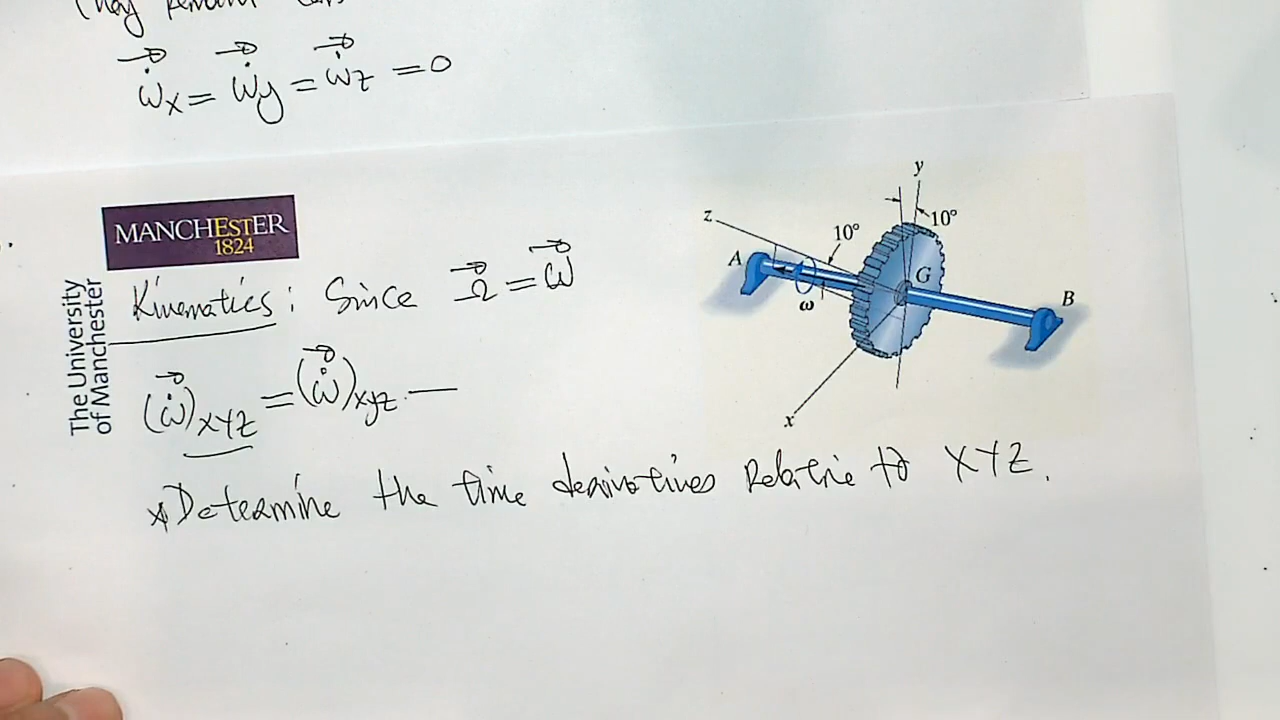 ω̇x = ω̇y = ω̇z = 0
MANCHESTER
1824
The University
of Manchester
Kinematics: Since Ω⃗ = ω⃗
(ω̇)XYZ = (ω̇)xyz —
*Determine the time derivatives Relative to XYZ.
y
10°
z
10°
A
G
B
ω
x